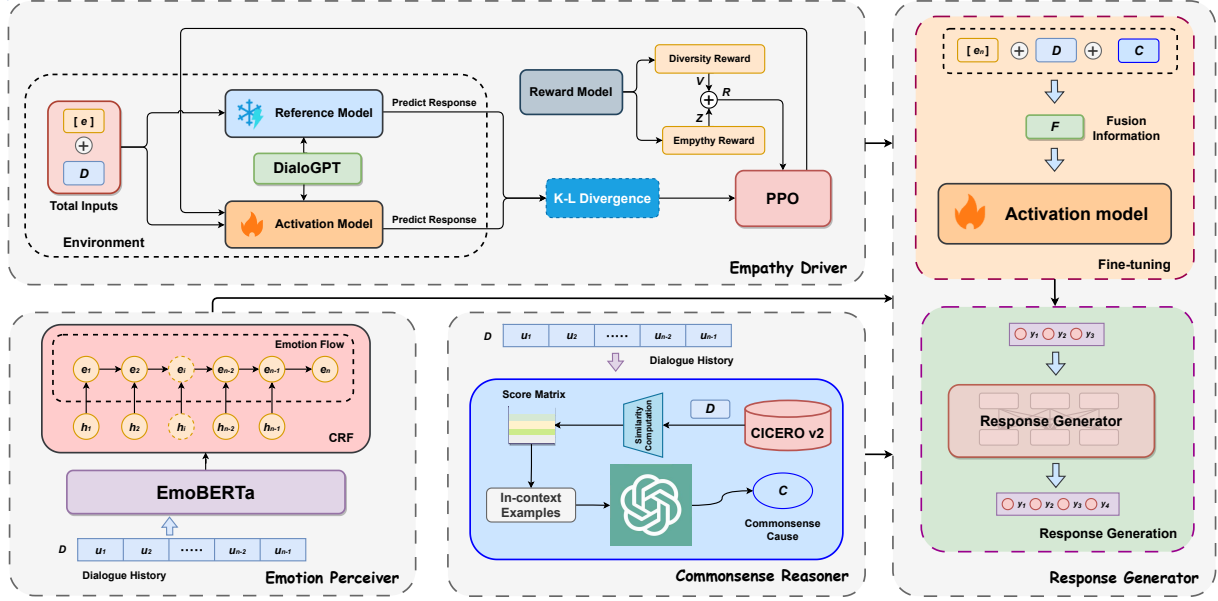 [ e ]
+
D
Total Inputs
Environment
Reference Model
DialoGPT
Activation Model
Predict Response
Predict Response
Reward Model
Diversity Reward
V
+
R
Z
Empythy Reward
K-L Divergence
PPO
Empathy Driver
[ en ]
+
D
+
C
F
Fusion
Information
Activation model
Fine-tuning
Emotion Flow
e1
e2
ei
en-2
en-1
en
h1
h2
hi
hn-2
hn-1
CRF
EmoBERTa
D
u1
u2
·····
un-2
un-1
Dialogue History
Emotion Perceiver
D
u1
u2
·····
un-2
un-1
Dialogue History
Score Matrix
Similarity
Computation
D
CICERO v2
In-context
Examples
C
Commonsense
Cause
Commonsense Reasoner
y1
y2
y3
Response Generator
y1
y2
y3
y4
Response Generation
Response Generator